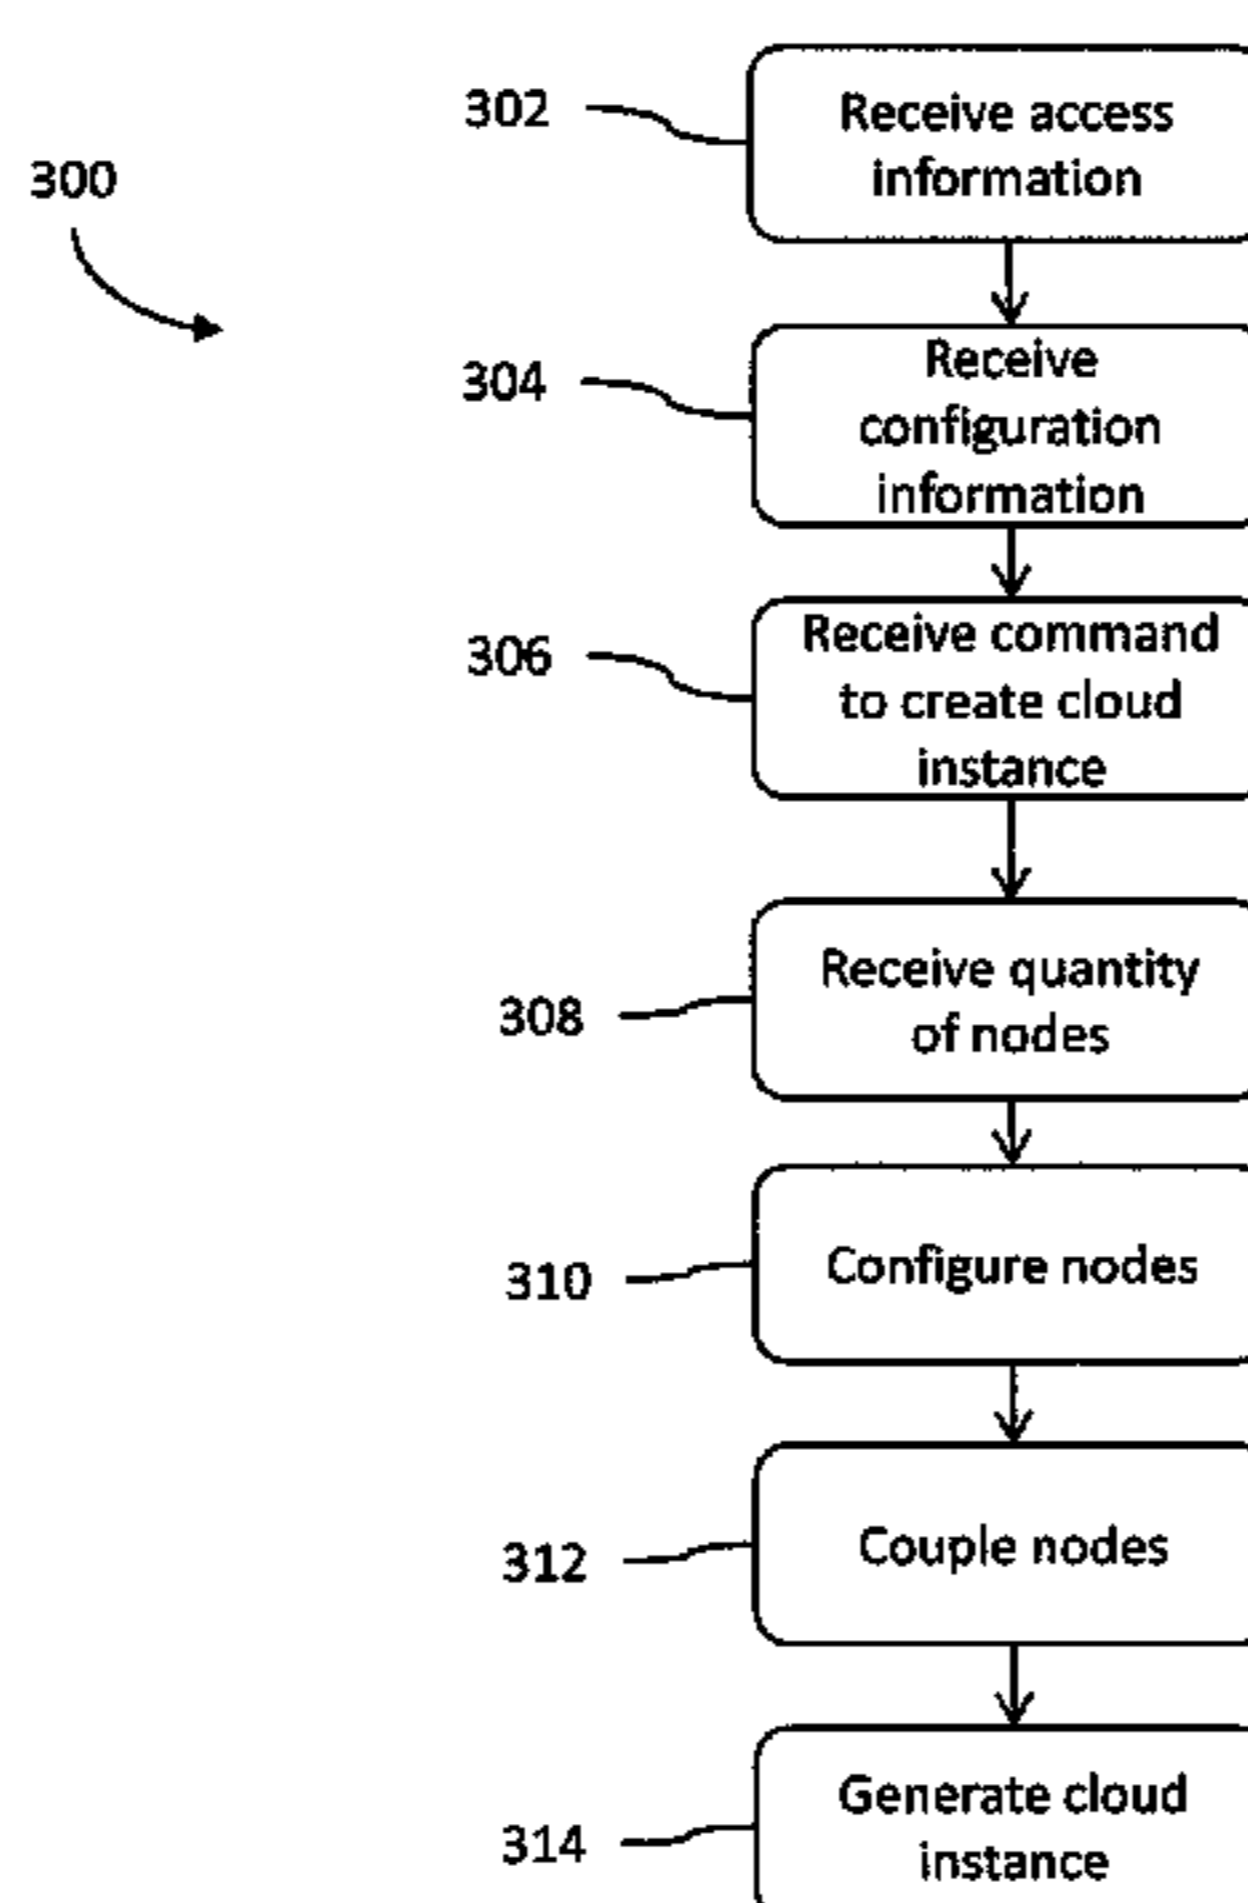 302
Receive access
information
300
304
Receive
configuration
information
306
Receive command
to create cloud
instance
308
Receive quantity
of nodes
310
Configure nodes
312
Couple nodes
314
Generate cloud
instance